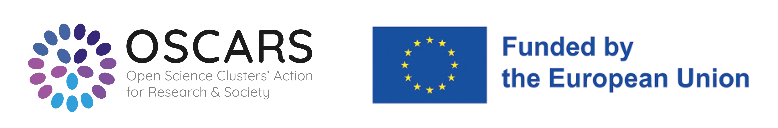 OSCARS
Open Science Clusters' Action
for Research & Society
Funded by
the European Union